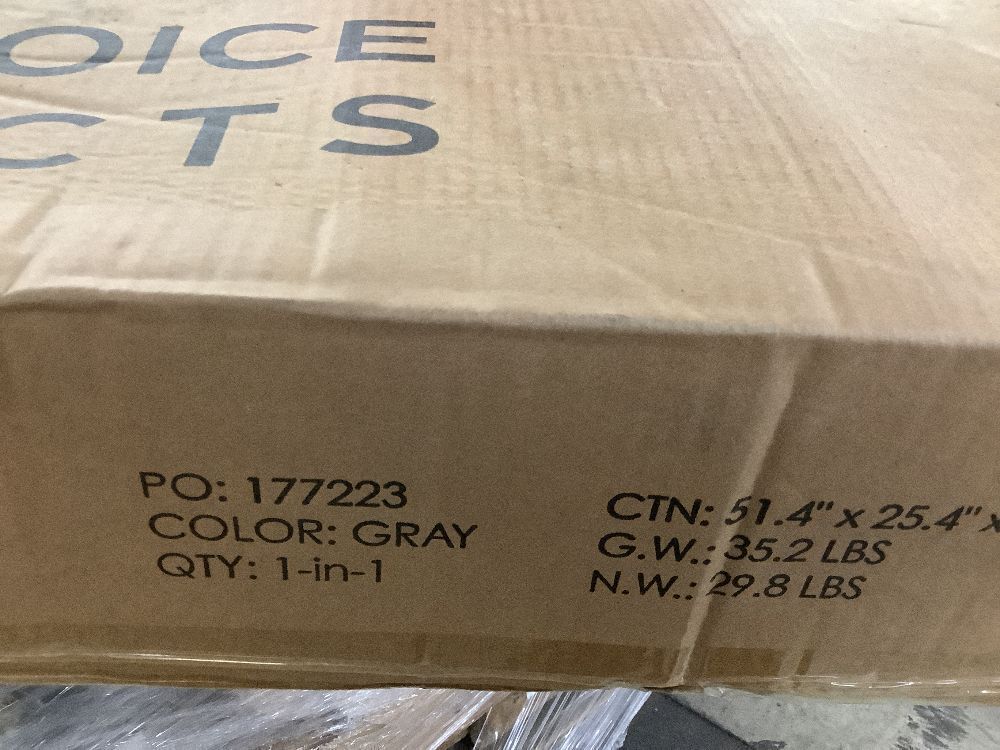 OICE
CTS
PO: 177223
COLOR: GRAY
QTY: 1-in-1
CTN: 51.4" x 25.4" x
G.W.: 35.2 LBS
N.W.: 29.8 LBS